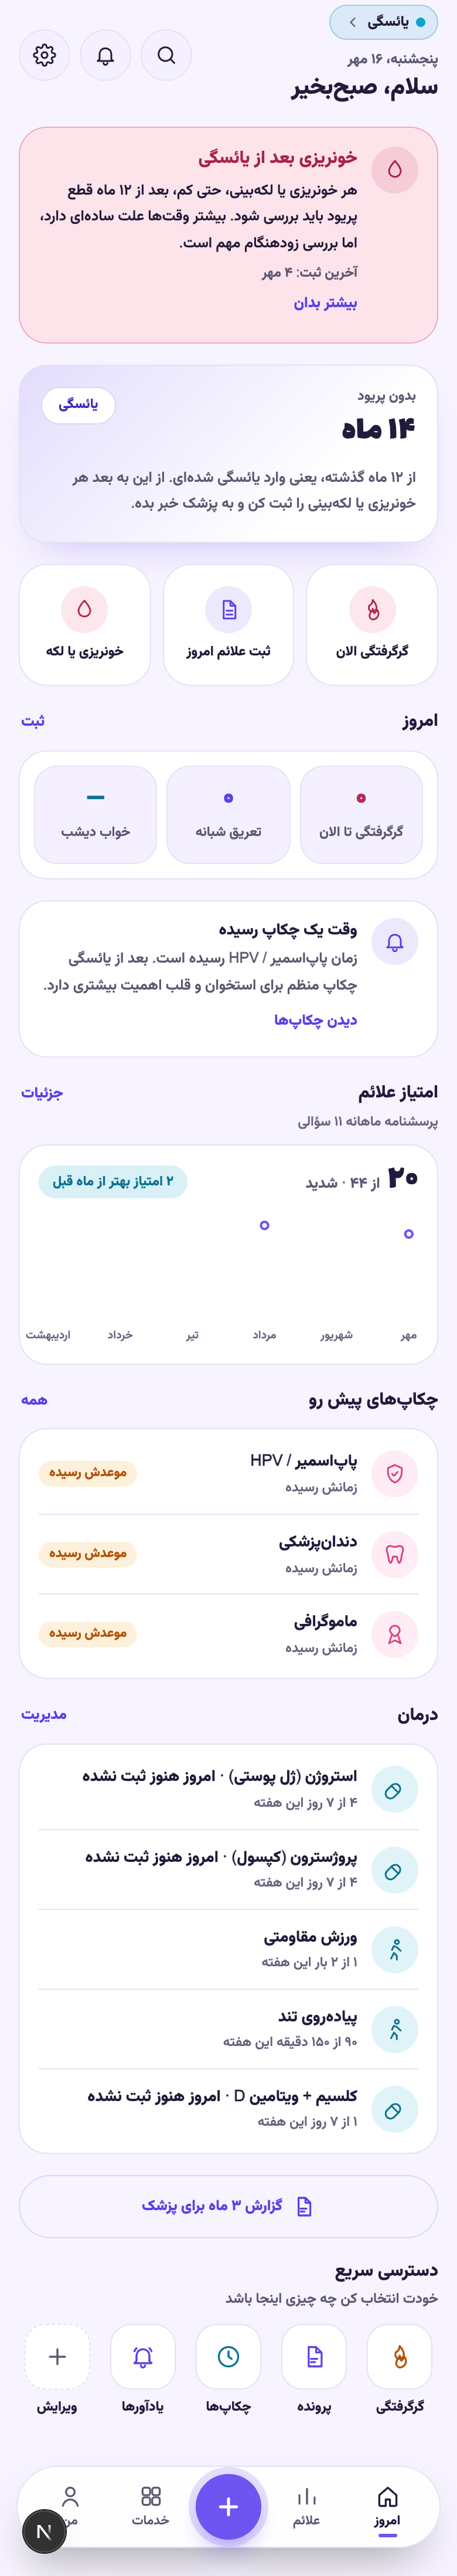 یائسگی
پنجشنبه، ۱۶ مهر
سلام، صبح‌بخیر
خونریزی بعد از یائسگی
هر خونریزی یا لکه‌بینی، حتی کم، بعد از ۱۲ ماه قطع
پریود باید بررسی شود. بیشتر وقت‌ها علت ساده‌ای دارد،
اما بررسی زودهنگام مهم است.
آخرین ثبت: ۴ مهر
بیشتر بدان
بدون پریود
یائسگی
۱۴ ماه
از ۱۲ ماه گذشته، یعنی وارد یائسگی شده‌ای. از این به بعد هر
خونریزی یا لکه‌بینی را ثبت کن و به پزشک خبر بده.
گرگرفتگی الان
ثبت علائم امروز
خونریزی یا لکه
امروز
ثبت
۰
۰
—
گرگرفتگی تا الان
تعریق شبانه
خواب دیشب
وقت یک چکاپ رسیده
زمان پاپ‌اسمیر / HPV رسیده است. بعد از یائسگی
چکاپ منظم برای استخوان و قلب اهمیت بیشتری دارد.
دیدن چکاپ‌ها
امتیاز علائم
جزئیات
پرسشنامه ماهانه ۱۱ سؤالی
۲۰ از ۴۴ · شدید
۲ امتیاز بهتر از ماه قبل
مهر
شهریور
مرداد
تیر
خرداد
اردیبهشت
چکاپ‌های پیش رو
همه
پاپ‌اسمیر / HPV
زمانش رسیده
موعدش رسیده
دندان‌پزشکی
زمانش رسیده
موعدش رسیده
ماموگرافی
زمانش رسیده
موعدش رسیده
درمان
مدیریت
استروژن (ژل پوستی) · امروز هنوز ثبت نشده
۴ از ۷ روز این هفته
پروژسترون (کپسول) · امروز هنوز ثبت نشده
۴ از ۷ روز این هفته
ورزش مقاومتی
۱ از ۲ بار این هفته
پیاده‌روی تند
۹۰ از ۱۵۰ دقیقه این هفته
کلسیم + ویتامین D · امروز هنوز ثبت نشده
۱ از ۷ روز این هفته
گزارش ۳ ماه برای پزشک
دسترسی سریع
خودت انتخاب کن چه چیزی اینجا باشد
گرگرفتگی
پرونده
چکاپ‌ها
یادآورها
ویرایش
امروز
علائم
خدمات
من
N